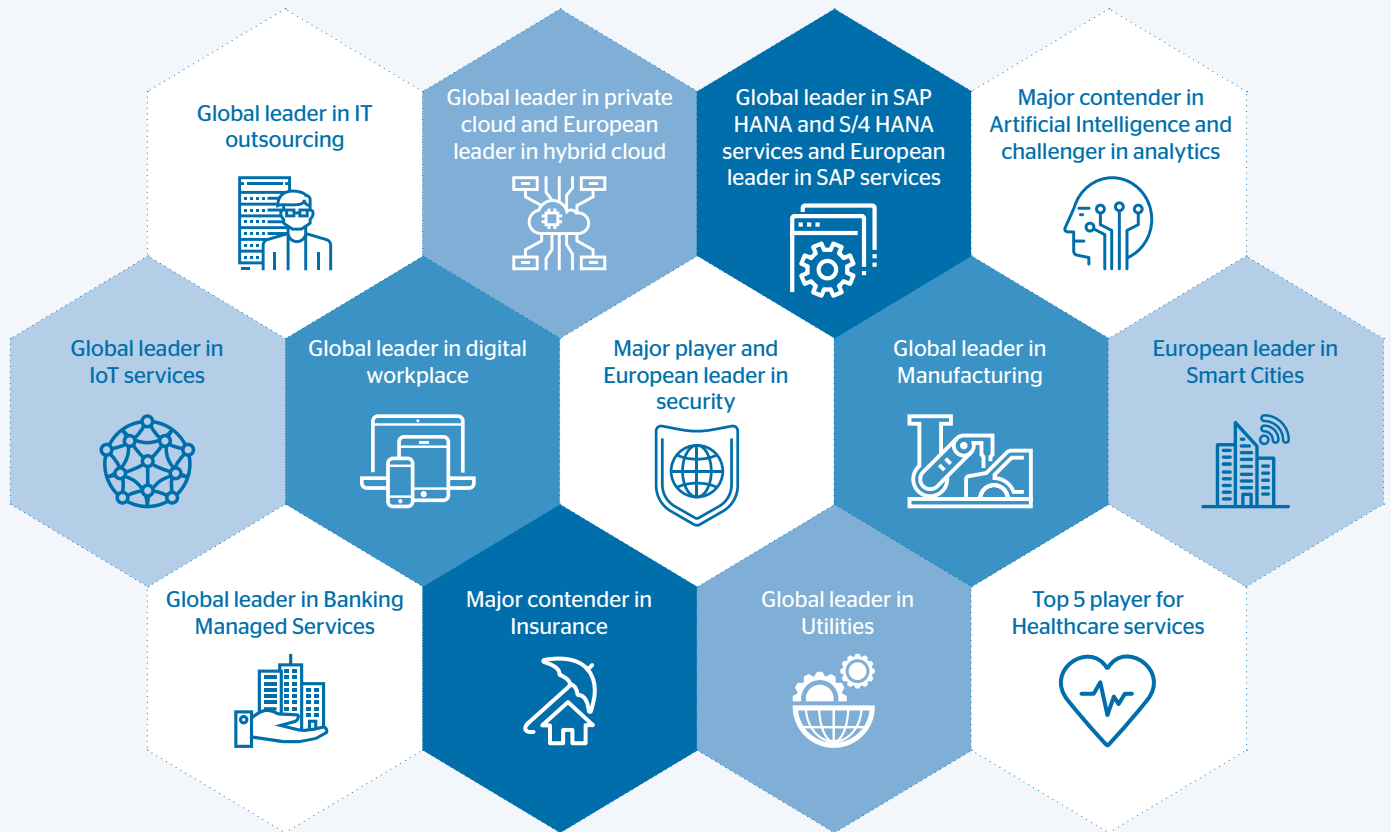 Global leader in IT
outsourcing
Global leader in private
cloud and European
leader in hybrid cloud
Global leader in SAP
HANA and S/4 HANA
services and European
leader in SAP services
Major contender in
Artificial Intelligence and
challenger in analytics
Global leader in
IoT services
Global leader in digital
workplace
Major player and
European leader in
security
Global leader in
Manufacturing
European leader in
Smart Cities
Global leader in Banking
Managed Services
Major contender in
Insurance
Global leader in
Utilities
Top 5 player for
Healthcare services